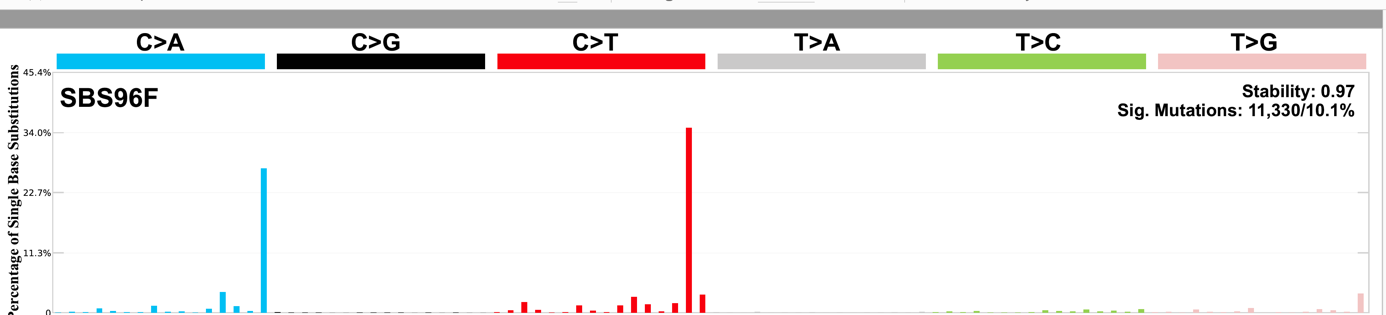 C>A C>G C>T T>A T>C T>G
45.4%
SBS96F
Stability: 0.97
Sig. Mutations: 11,330/10.1%
34.0%
22.7%
11.3%
0
Percentage of Single Base Substitutions